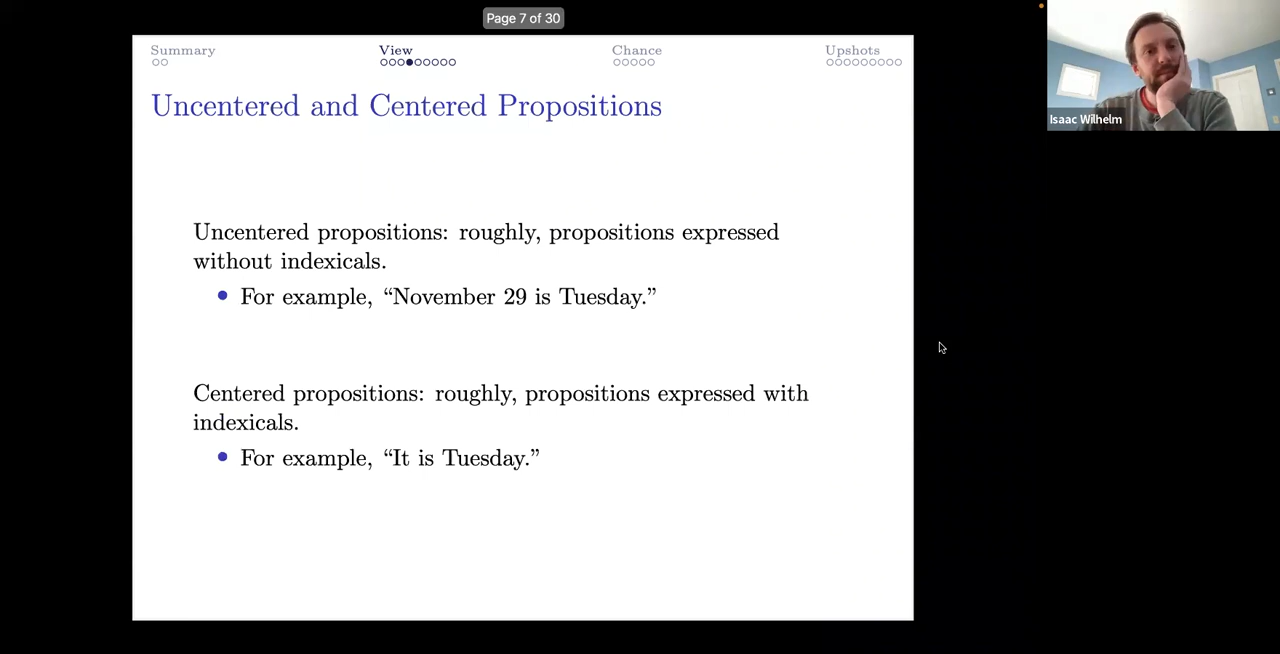 Page 7 of 30
Summary View Chance Upshots
Uncentered and Centered Propositions
Uncentered propositions: roughly, propositions expressed
without indexicals.
For example, “November 29 is Tuesday.”
Centered propositions: roughly, propositions expressed with
indexicals.
For example, “It is Tuesday.”
Isaac Wilhelm